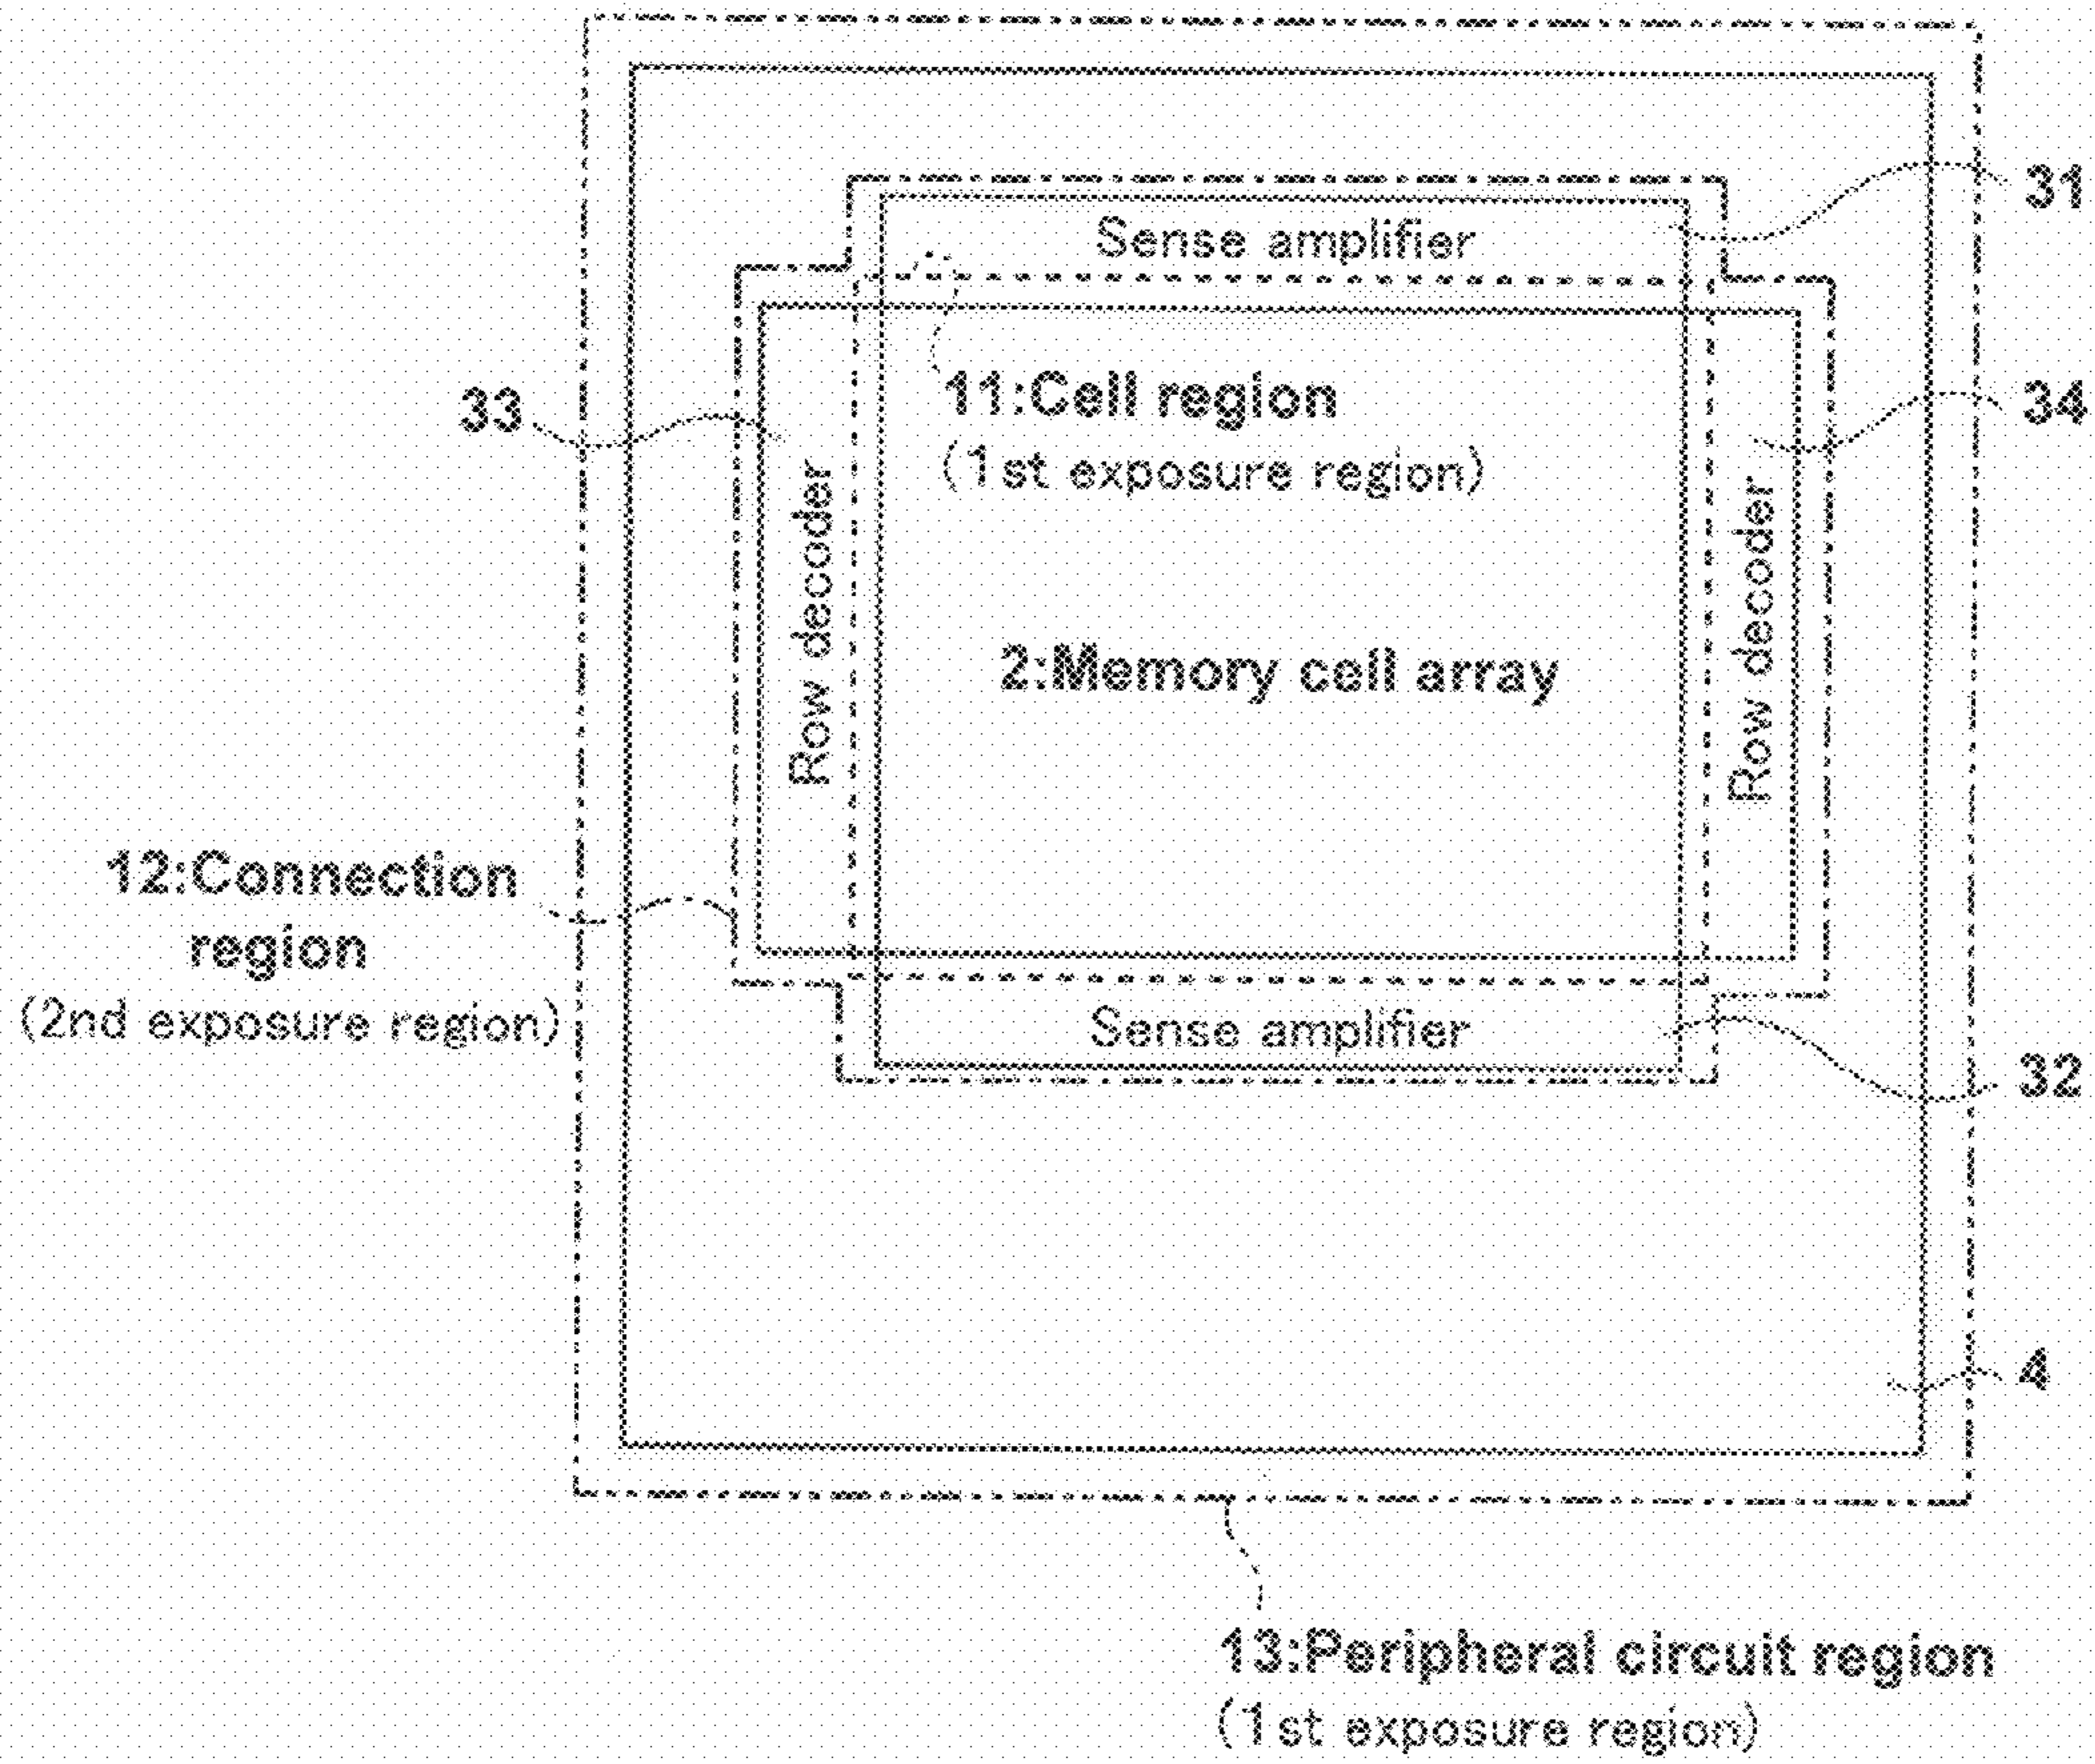 31
Sense amplifier
33
11:Cell region
(1st exposure region)
34
Row decoder
Row decoder
2:Memory cell array
12:Connection
region
(2nd exposure region)
Sense amplifier
32
4
13:Peripheral circuit region
(1st exposure region)